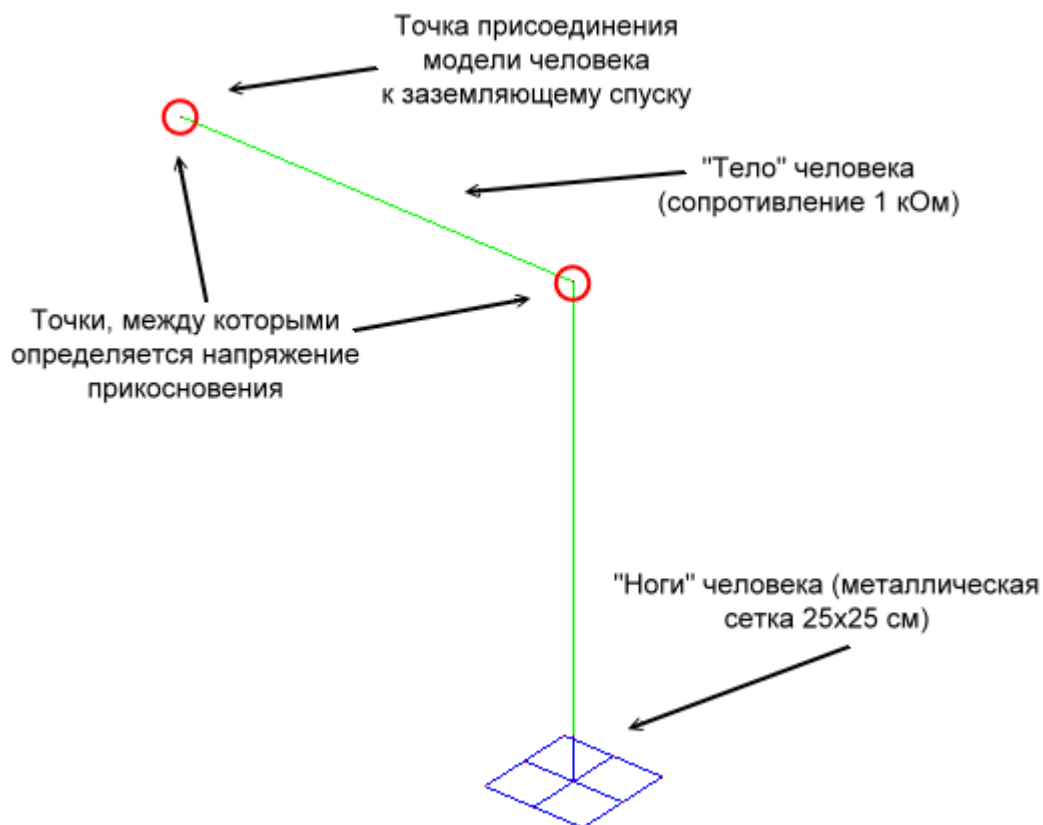 Точка присоединения
модели человека
к заземляющему спуску
"Тело" человека
(сопротивление 1 кОм)
Точки, между которыми
определяется напряжение
прикосновения
"Ноги" человека (металлическая
сетка 25х25 см)